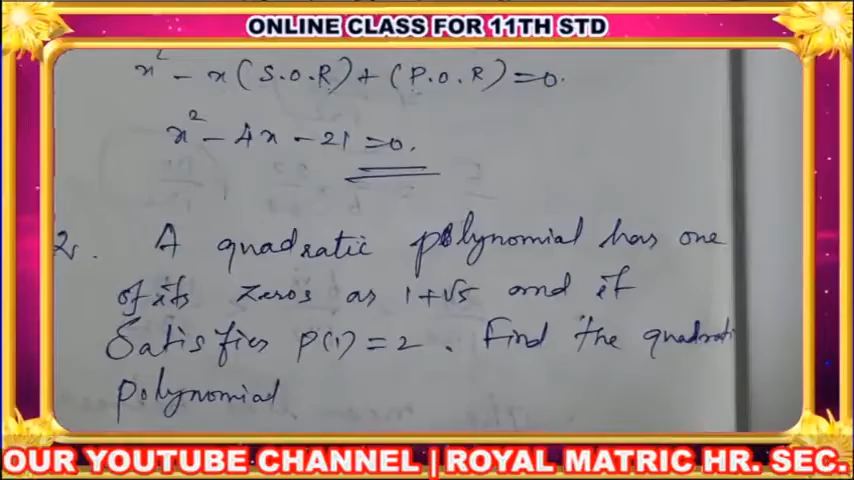 ONLINE CLASS FOR 11TH STD
x² - x (S.O.R) + (P.O.R) = 0.
x² - 4x - 21 = 0.
2. A quadratic polynomial has one
of its zeros as 1+√5 and it
Satisfies p(1) = 2. Find the quadrati
polynomial
OUR YOUTUBE CHANNEL | ROYAL MATRIC HR. SEC.